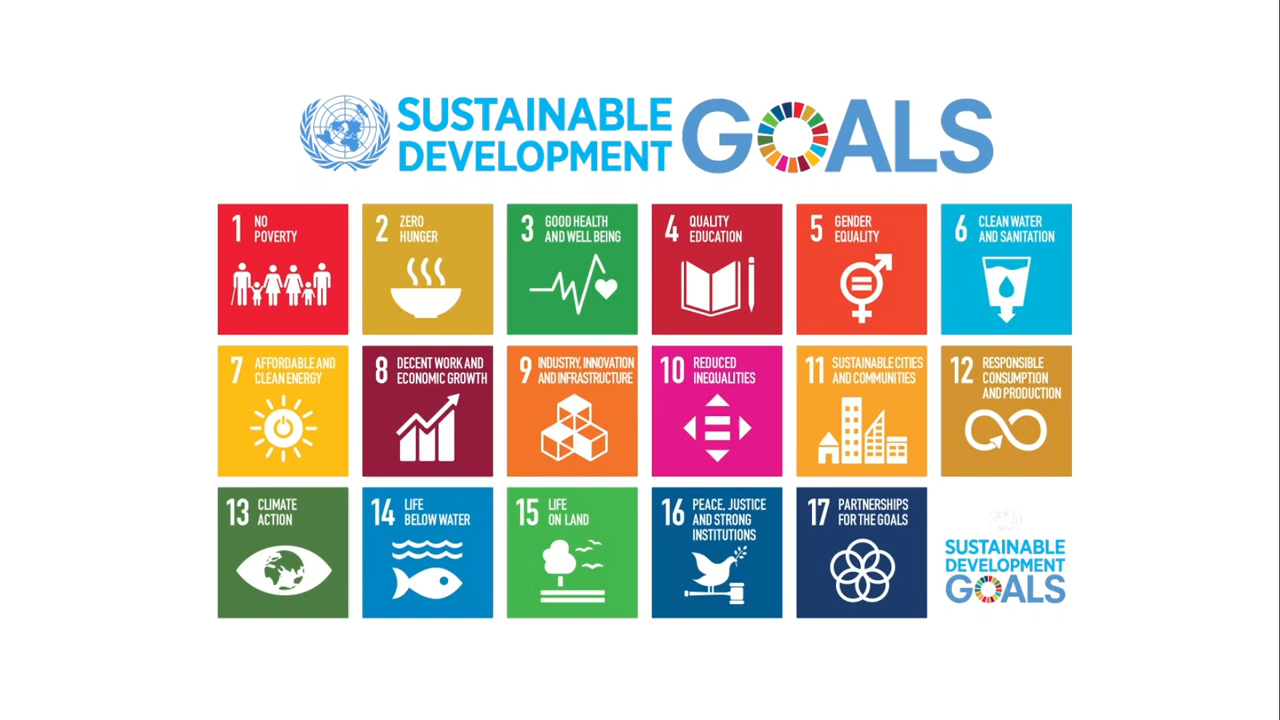 SUSTAINABLE
DEVELOPMENT
GOALS
1 NO
POVERTY
2 ZERO
HUNGER
3 GOOD HEALTH
AND WELL BEING
4 QUALITY
EDUCATION
5 GENDER
EQUALITY
6 CLEAN WATER
AND SANITATION
7 AFFORDABLE AND
CLEAN ENERGY
8 DECENT WORK AND
ECONOMIC GROWTH
9 INDUSTRY, INNOVATION
AND INFRASTRUCTURE
10 REDUCED
INEQUALITIES
11 SUSTAINABLE CITIES
AND COMMUNITIES
12 RESPONSIBLE
CONSUMPTION
AND PRODUCTION
13 CLIMATE
ACTION
14 LIFE
BELOW WATER
15 LIFE
ON LAND
16 PEACE, JUSTICE
AND STRONG
INSTITUTIONS
17 PARTNERSHIPS
FOR THE GOALS
SUSTAINABLE
DEVELOPMENT
GOALS